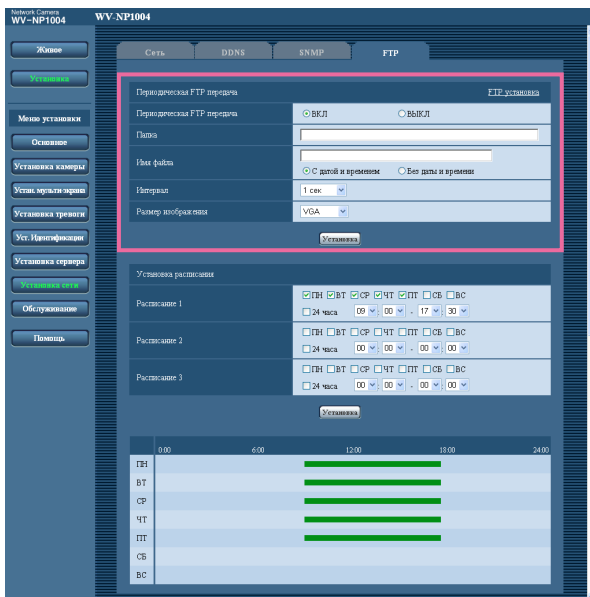 Network Camera
WV-NP1004
WV-NP1004
Живое
Установка
Меню установки
Основное
Установка камеры
Устан. мульти-экрана
Установка тревоги
Уст. Идентификации
Установка сервера
Установка сети
Обслуживание
Помощь
Сеть DDNS SNMP FTP
Периодическая FTP передача FTP установка
Периодическая FTP передача ВКЛ ВЫКЛ
Папка
Имя файла
С датой и временем Без даты и времени
Интервал 1 сек
Размер изображения VGA
Установка
Установка расписания
Расписание 1
ПН ВТ СР ЧТ ПТ СБ ВС
24 часа 09 : 00 - 17 : 30
Расписание 2
ПН ВТ СР ЧТ ПТ СБ ВС
24 часа 00 : 00 - 00 : 00
Расписание 3
ПН ВТ СР ЧТ ПТ СБ ВС
24 часа 00 : 00 - 00 : 00
Установка
0:00 6:00 12:00 18:00 24:00
ПН
ВТ
СР
ЧТ
ПТ
СБ
ВС